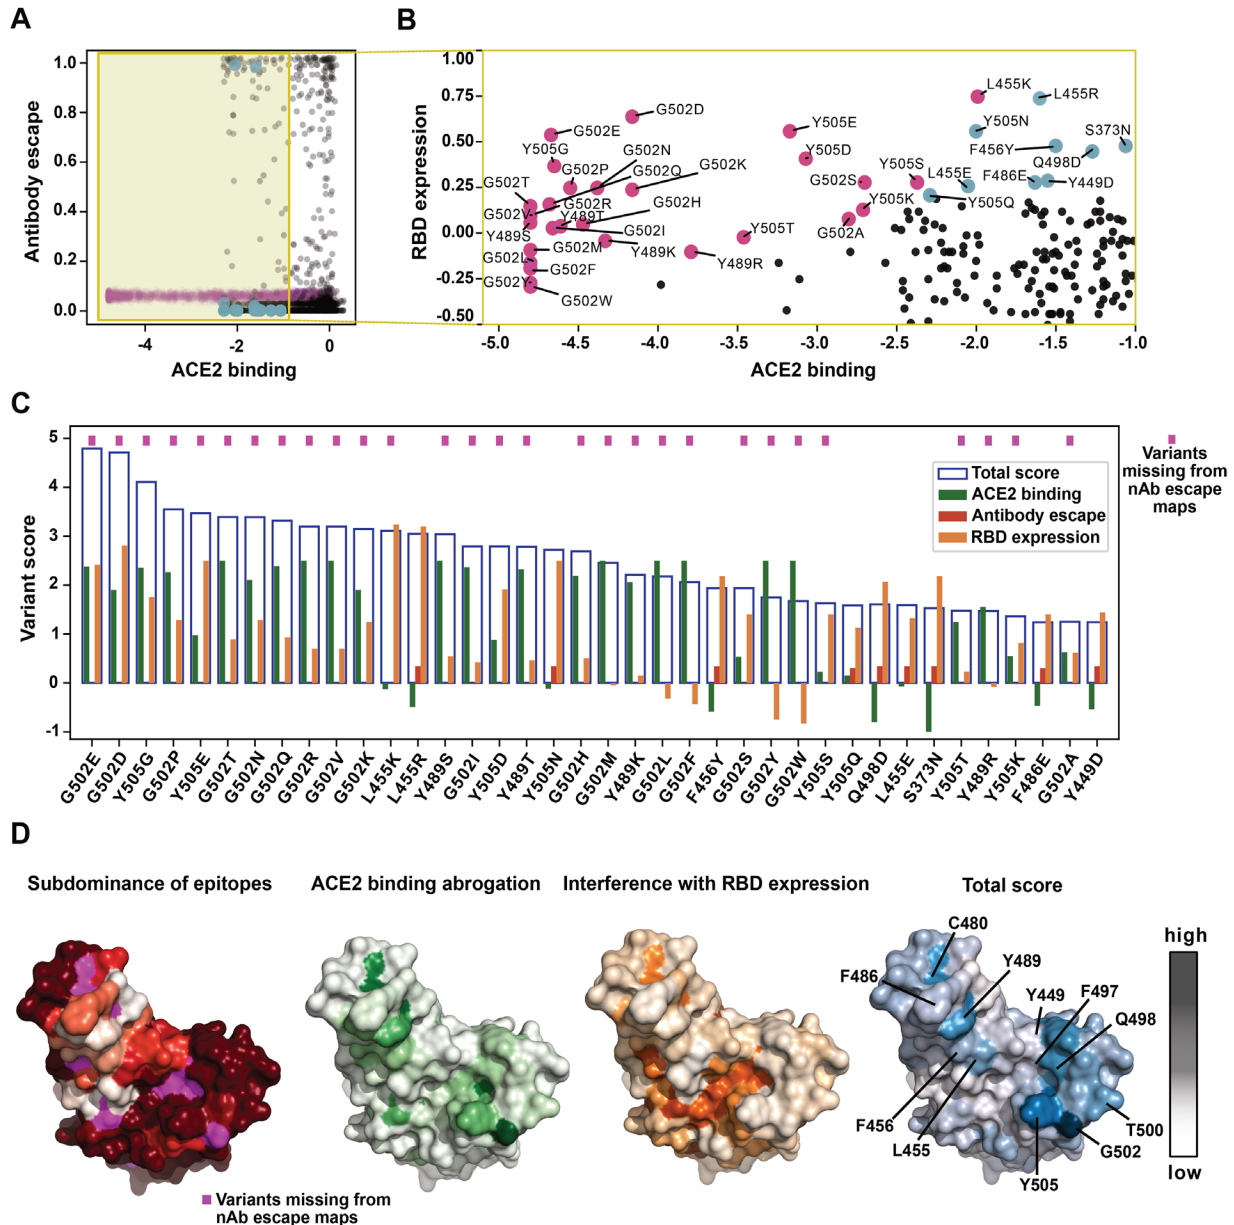 A
Antibody escape
1.0
0.8
0.6
0.4
0.2
0.0
-4
-2
0
ACE2 binding
B
RBD expression
1.00
0.75
0.50
0.25
0.00
-0.25
-0.50
-5.0
-4.5
-4.0
-3.5
-3.0
-2.5
-2.0
-1.5
-1.0
ACE2 binding
G502D
G502E
Y505G
G502N
G502P
G502Q
G502K
G502T
G502R
G502V
Y489T
G502H
Y489S
G502I
G502M
Y489K
G502L
G502F
G502Y
G502W
Y489R
Y505T
Y505E
Y505D
G502S
Y505S
Y505K
G502A
L455K
L455R
Y505N
S373N
F456Y
Q498D
L455E
F486E
Y449D
Y505Q
C
Variant score
5
4
3
2
1
0
-1
Total score
ACE2 binding
Antibody escape
RBD expression
Variants
missing from
nAb escape
maps
G502E
G502D
Y505G
G502P
Y505E
G502T
G502N
G502Q
G502R
G502V
G502K
L455K
L455R
Y489S
G502I
Y505D
Y489T
Y505N
G502H
G502M
Y489K
G502L
G502F
F456Y
G502S
G502Y
G502W
Y505S
Y505Q
Q498D
L455E
S373N
Y505T
Y489R
Y505K
F486E
G502A
Y449D
D
Subdominance of epitopes
ACE2 binding abrogation
Interference with RBD expression
Total score
C480
Y489
F486
Y449
F497
Q498
F456
L455
T500
G502
Y505
high
low
Variants missing from
nAb escape maps